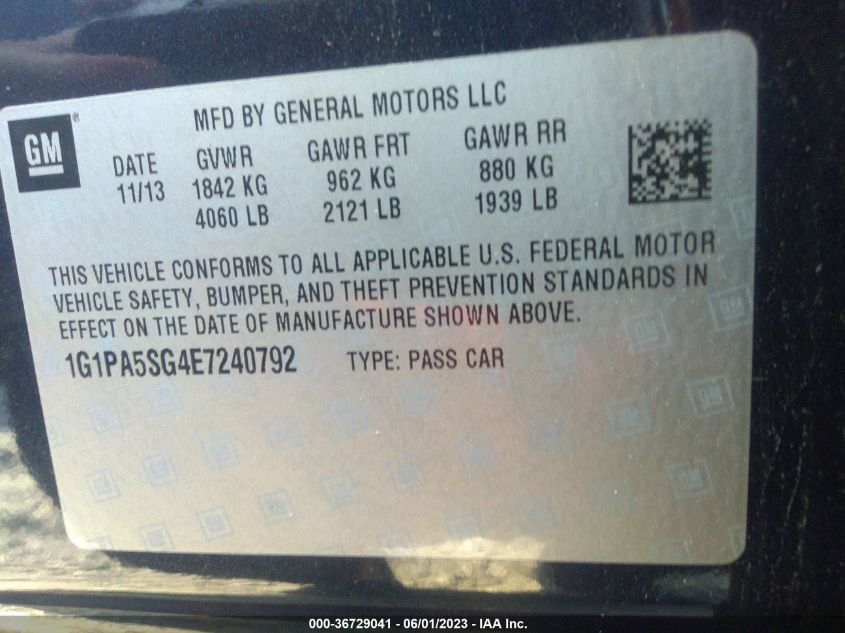 MFD BY GENERAL MOTORS LLC
GM®
DATE GVWR GAWR FRT GAWR RR
11/13 1842 KG 962 KG 880 KG
4060 LB 2121 LB 1939 LB
THIS VEHICLE CONFORMS TO ALL APPLICABLE U.S. FEDERAL MOTOR
VEHICLE SAFETY, BUMPER, AND THEFT PREVENTION STANDARDS IN
EFFECT ON THE DATE OF MANUFACTURE SHOWN ABOVE.
1G1PA5SG4E7240792 TYPE: PASS CAR
000-36729041 - 06/01/2023 - IAA Inc.